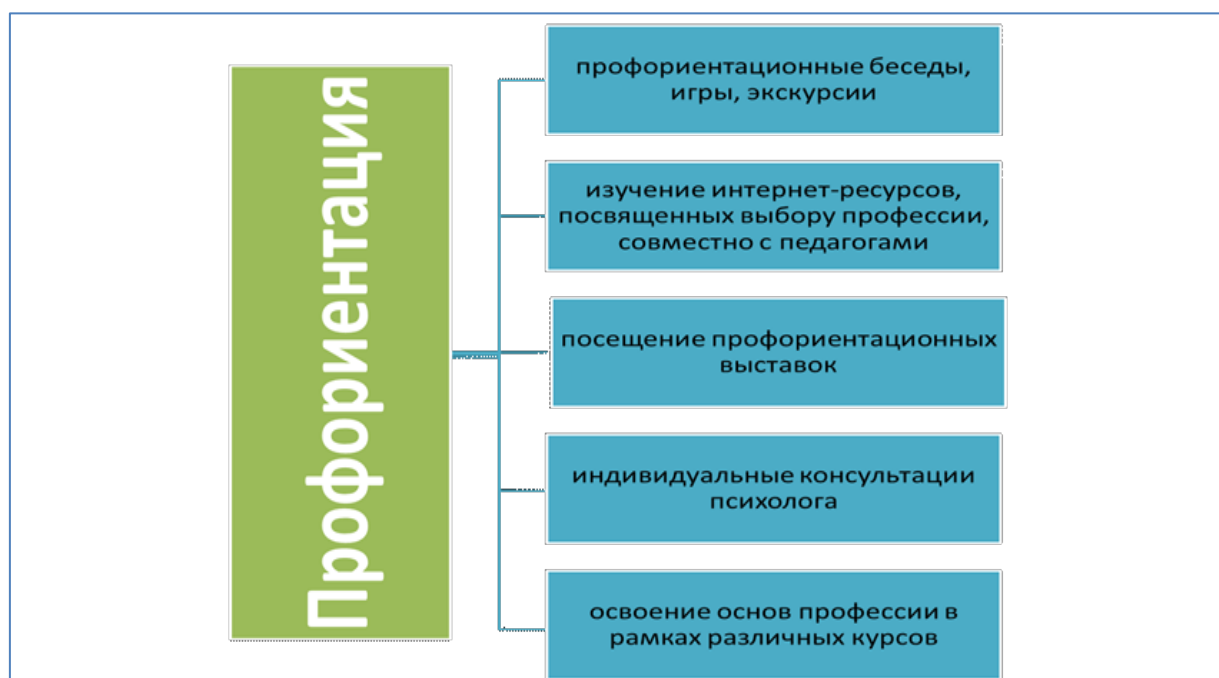 Профориентация
профориентационные беседы,
игры, экскурсии
изучение интернет-ресурсов,
посвященных выбору профессии,
совместно с педагогами
посещение профориентационных
выставок
индивидуальные консультации
психолога
освоение основ профессии в
рамках различных курсов